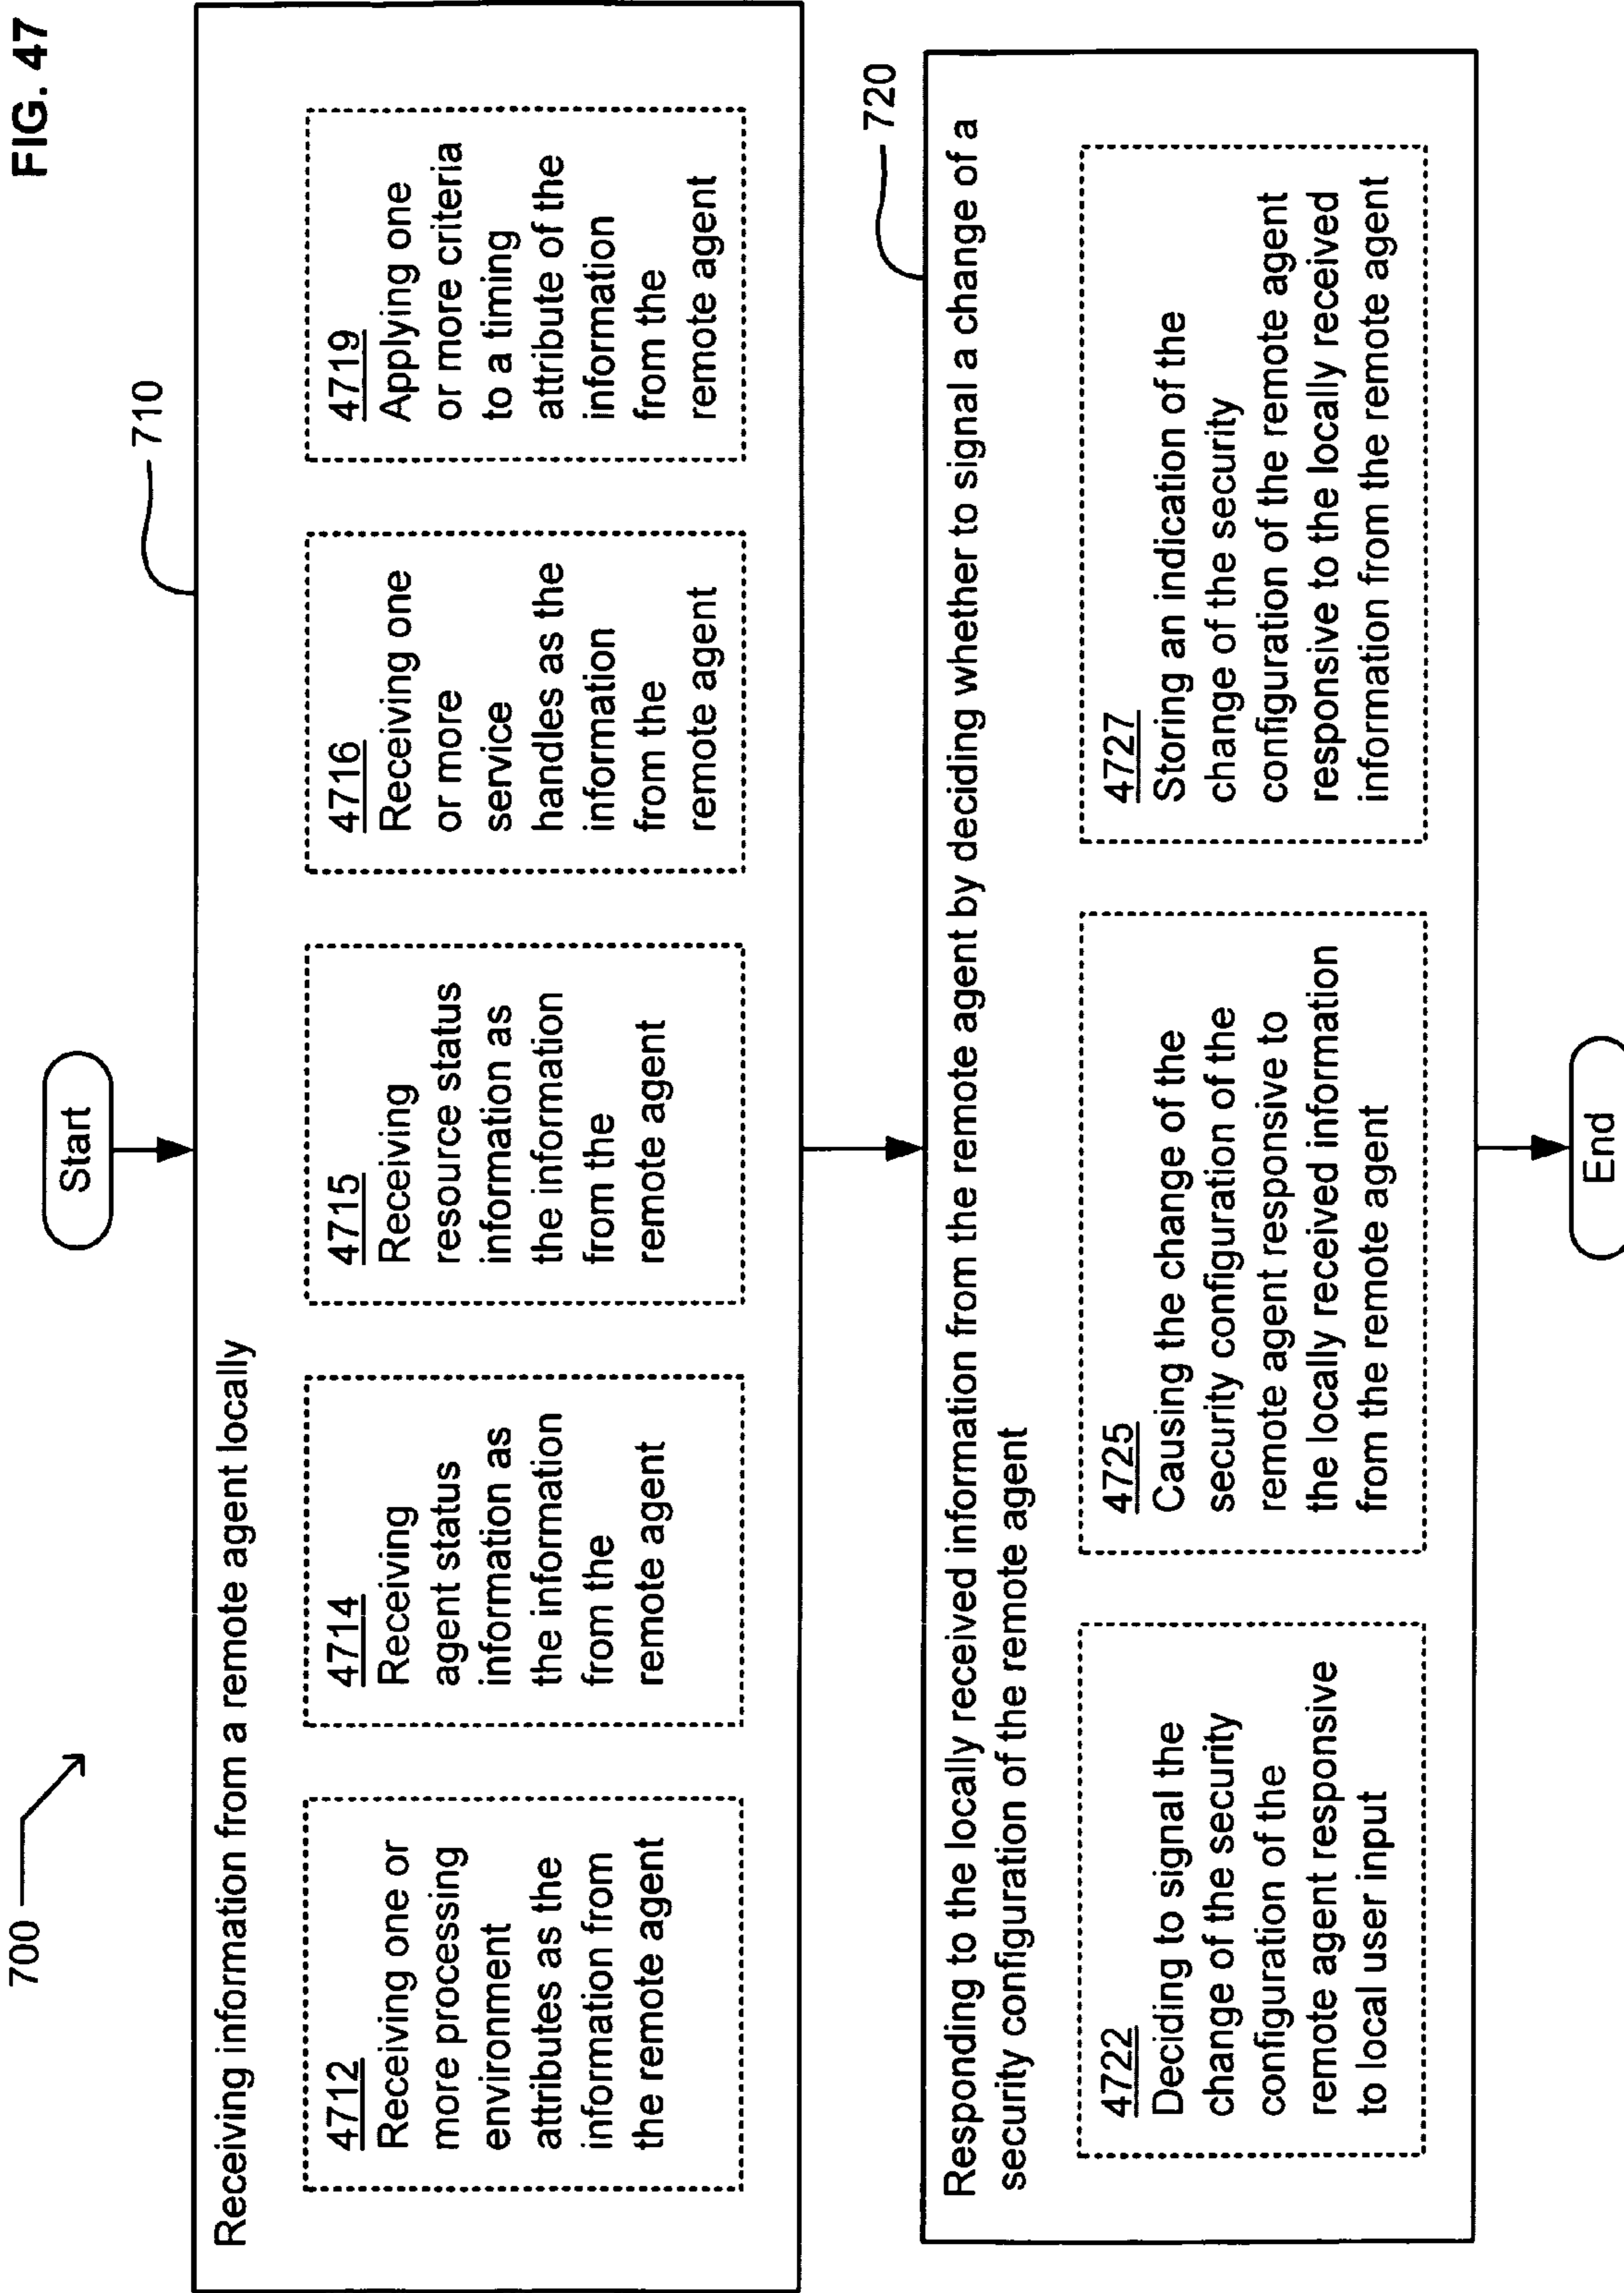 FIG. 47
700
Start
710
Receiving information from a remote agent locally
4712
Receiving one or
more processing
environment
attributes as the
information from
the remote agent
4714
Receiving
agent status
information as
the information
from the
remote agent
4715
Receiving
resource status
information as
the information
from the
remote agent
4716
Receiving one
or more
service
handles as the
information
from the
remote agent
4719
Applying one
or more criteria
to a timing
attribute of the
information
from the
remote agent
720
Responding to the locally received information from the remote agent by deciding whether to signal a change of a
security configuration of the remote agent
4722
Deciding to signal the
change of the security
configuration of the
remote agent responsive
to local user input
4725
Causing the change of the
security configuration of the
remote agent responsive to
the locally received information
from the remote agent
4727
Storing an indication of the
change of the security
configuration of the remote agent
responsive to the locally received
information from the remote agent
End